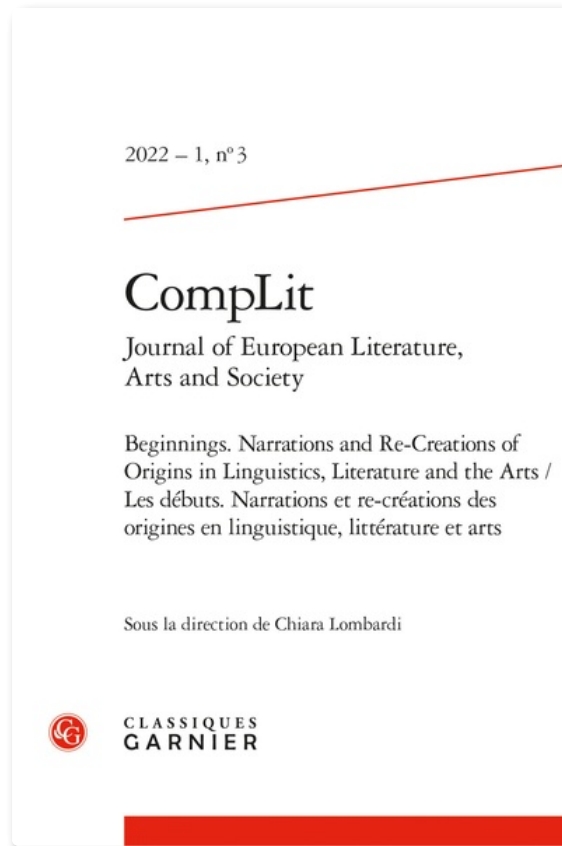 2022 – 1, nº 3
CompLit
Journal of European Literature,
Arts and Society
Beginnings. Narrations and Re-Creations of
Origins in Linguistics, Literature and the Arts /
Les débuts. Narrations et re-créations des
origines en linguistique, littérature et arts
Sous la direction de Chiara Lombardi
CG
CLASSIQUES
GARNIER